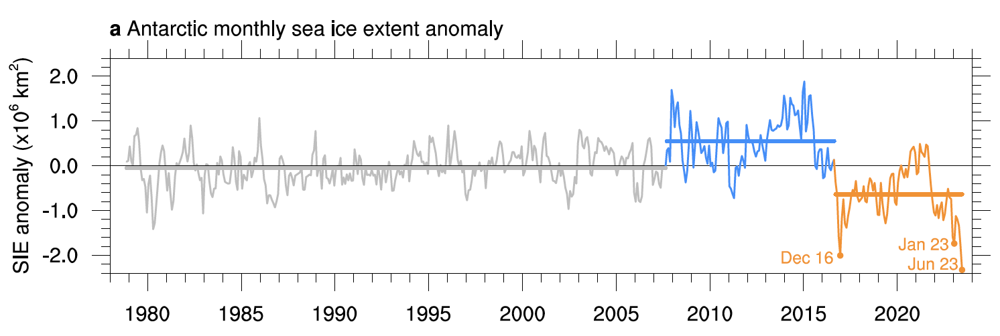 a Antarctic monthly sea ice extent anomaly
SIE anomaly (x10⁶ km²)
2.0
1.0
0.0
-1.0
-2.0
Dec 16
Jan 23
Jun 23
1980 1985 1990 1995 2000 2005 2010 2015 2020